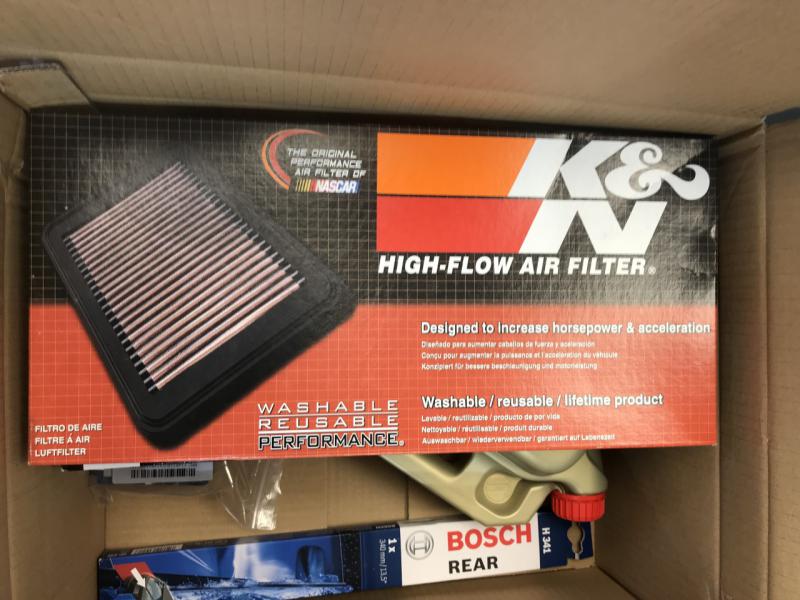 THE ORIGINAL
PERFORMANCE
AIR FILTER OF
NASCAR
K&N
HIGH-FLOW AIR FILTER®
Designed to increase horsepower & acceleration
Diseñado para aumentar caballos de fuerza y aceleración
Conçu pour augmenter la puissance et l'accélération du véhicule
Konzipiert für bessere beschleunigung und motorleistung
Washable / reusable / lifetime product
Lavable / reutilizable / producto de por vida
Nettoyable / réutilisable / produit durable
Auswaschbar / wiederverwendbar / garantiert auf Lebenszeit
WASHABLE
REUSABLE
PERFORMANCE®
FILTRO DE AIRE
FILTRE Á AIR
LUFTFILTER
1x
340 mm / 13,5"
BOSCH
REAR
H 341